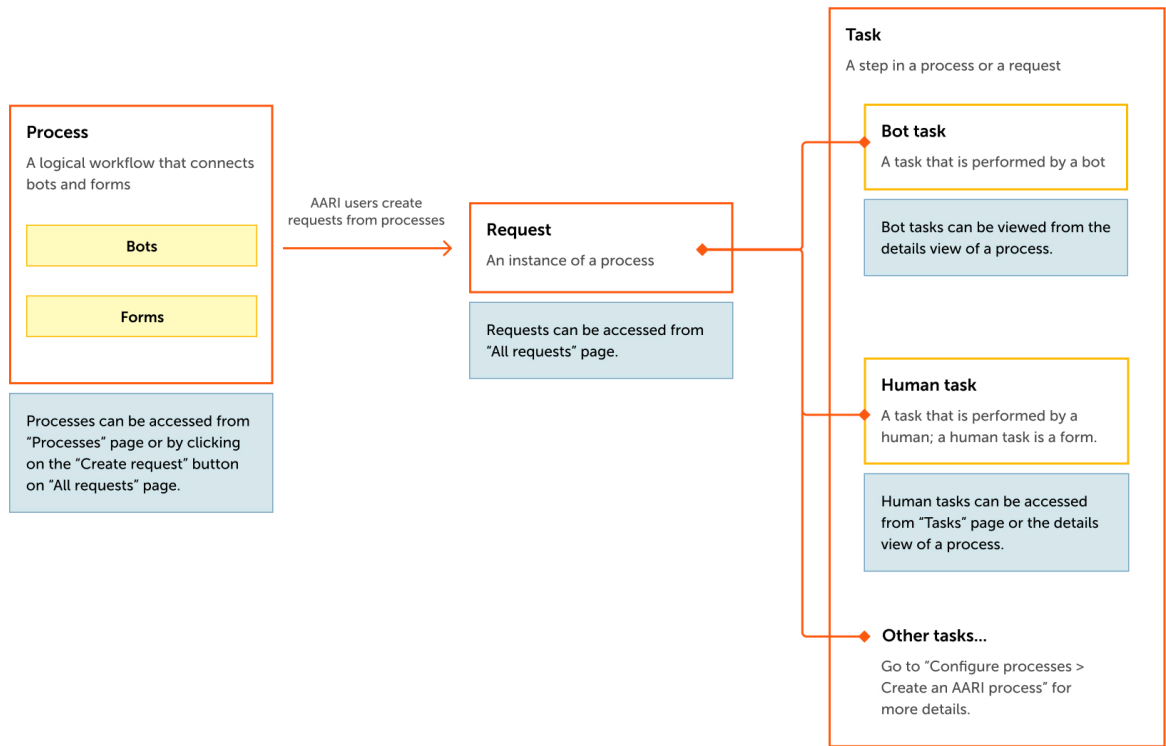 Process
A logical workflow that connects
bots and forms
Bots
Forms
Processes can be accessed from
“Processes” page or by clicking
on the “Create request” button
on “All requests” page.
AARI users create
requests from processes
Request
An instance of a process
Requests can be accessed from
“All requests” page.
Task
A step in a process or a request
Bot task
A task that is performed by a bot
Bot tasks can be viewed from the
details view of a process.
Human task
A task that is performed by a
human; a human task is a form.
Human tasks can be accessed
from “Tasks” page or the details
view of a process.
Other tasks...
Go to “Configure processes >
Create an AARI process” for
more details.